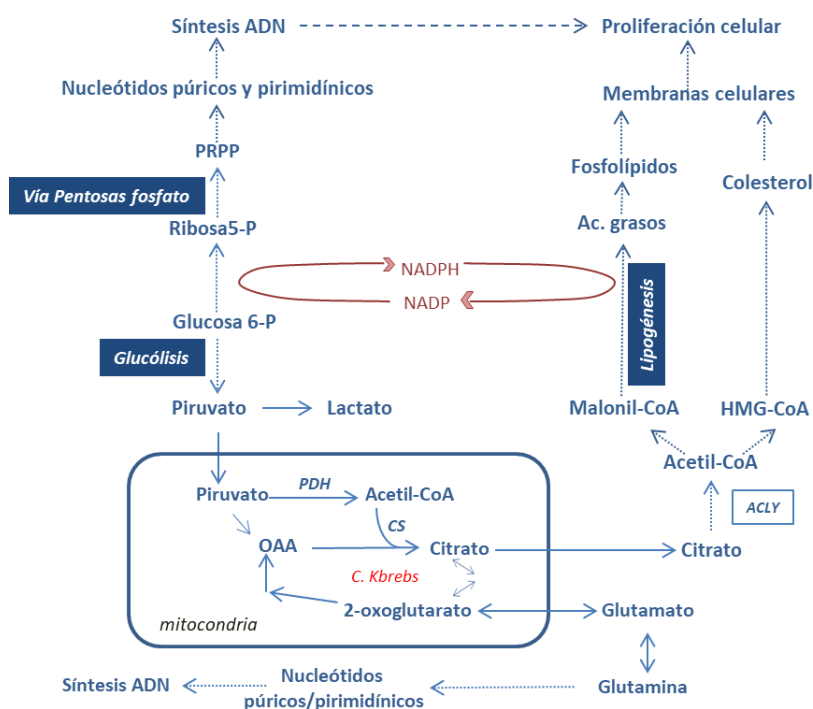 Síntesis ADN
Proliferación celular
Nucleótidos púricos y pirimidínicos
Membranas celulares
PRPP
Fosfolípidos
Vía Pentosas fosfato
Colesterol
Ribosa5-P
Ac. grasos
NADPH
NADP
Glucosa 6-P
Lipogénesis
Glucólisis
Piruvato
Lactato
Malonil-CoA
HMG-CoA
Acetil-CoA
Piruvato
PDH
Acetil-CoA
ACLY
CS
OAA
Citrato
Citrato
C. Kbrebs
2-oxoglutarato
Glutamato
mitocondria
Síntesis ADN
Nucleótidos
púricos/pirimidínicos
Glutamina